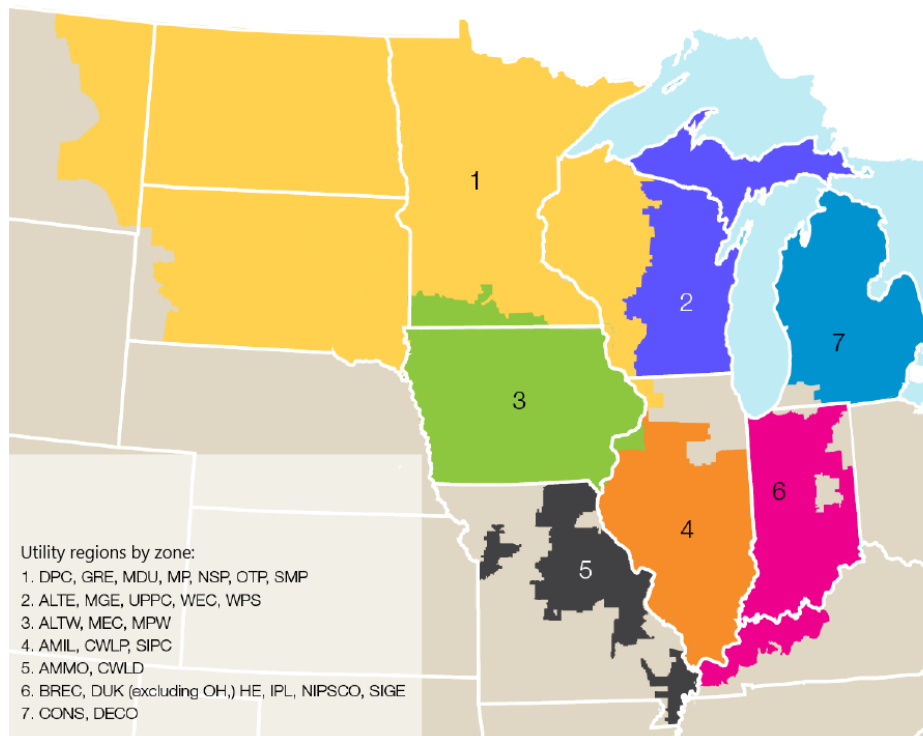 1
2
7
3
6
4
5
Utility regions by zone:
1. DPC, GRE, MDU, MP, NSP, OTP, SMP
2. ALTE, MGE, UPPC, WEC, WPS
3. ALTW, MEC, MPW
4. AMIL, CWLP, SIPC
5. AMMO, CWLD
6. BREC, DUK (excluding OH,) HE, IPL, NIPSCO, SIGE
7. CONS, DECO